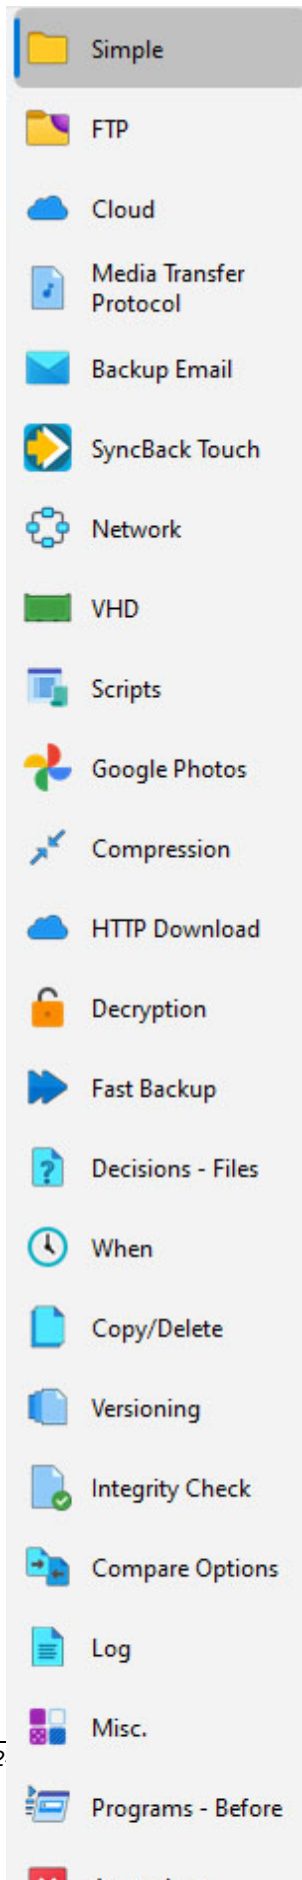 Simple
FTP
Cloud
Media Transfer
Protocol
Backup Email
SyncBack Touch
Network
VHD
Scripts
Google Photos
Compression
HTTP Download
Decryption
Fast Backup
Decisions - Files
When
Copy/Delete
Versioning
Integrity Check
Compare Options
Log
Misc.
Programs - Before